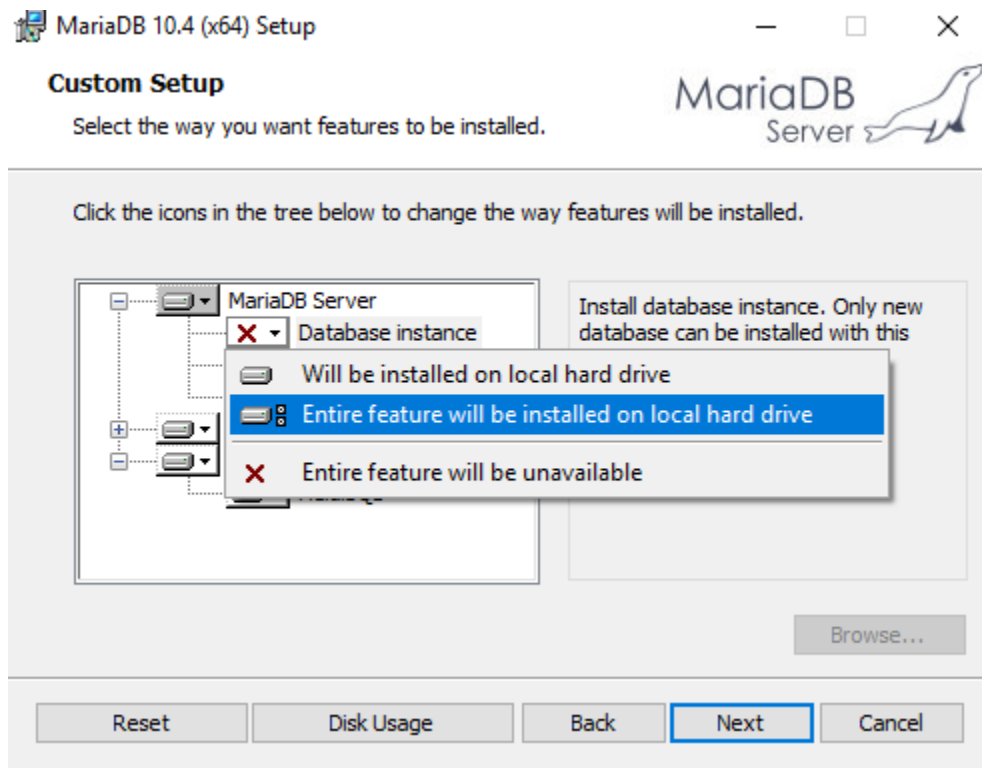 MariaDB 10.4 (x64) Setup
Custom Setup
Select the way you want features to be installed.
MariaDB
Server
Click the icons in the tree below to change the way features will be installed.
MariaDB Server
Database instance
Install database instance. Only new
database can be installed with this
Will be installed on local hard drive
Entire feature will be installed on local hard drive
Entire feature will be unavailable
Browse...
Reset
Disk Usage
Back
Next
Cancel